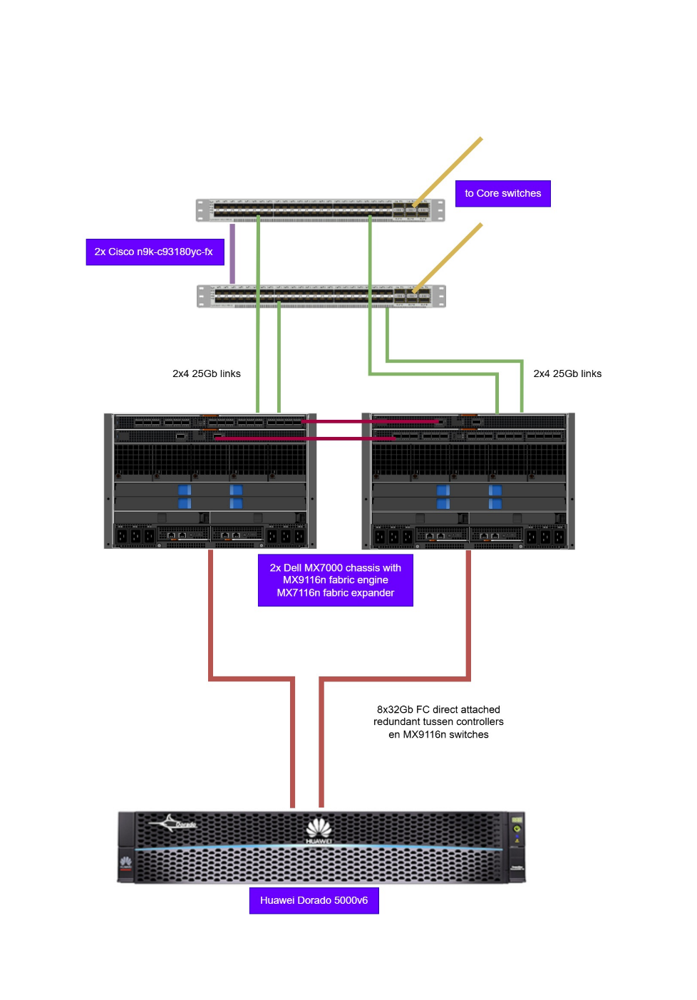 to Core switches
2x Cisco n9k-c93180yc-fx
2x4 25Gb links
2x4 25Gb links
2x Dell MX7000 chassis with
MX9116n fabric engine
MX7116n fabric expander
8x32Gb FC direct attached
redundant tussen controllers
en MX9116n switches
Dorado
HUAWEI
Huawei Dorado 5000v6